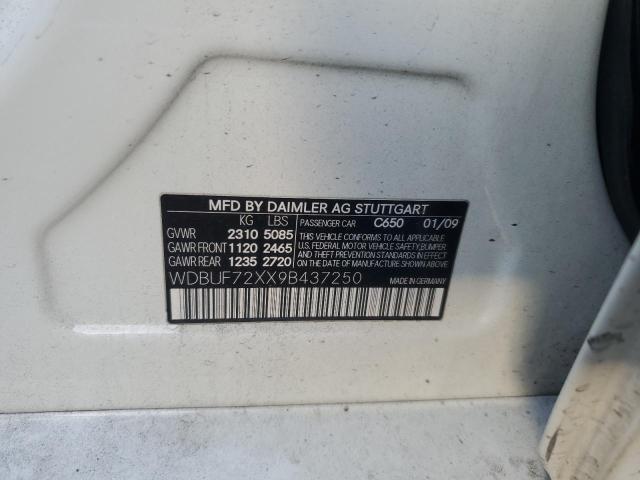 MFD BY DAIMLER AG STUTTGART
KG LBS PASSENGER CAR C650 01/09
GVWR 2310 5085
GAWR FRONT 1120 2465
GAWR REAR 1235 2720
THIS VEHICLE CONFORMS TO ALL APPLICABLE
U.S. FEDERAL MOTOR VEHICLE SAFETY, BUMPER
AND THEFT PREVENTION STANDARDS IN EFFECT
ON THE DATE OF MANUFACTURE SHOWN ABOVE.
WDBUF72XX9B437250 MADE IN GERMANY